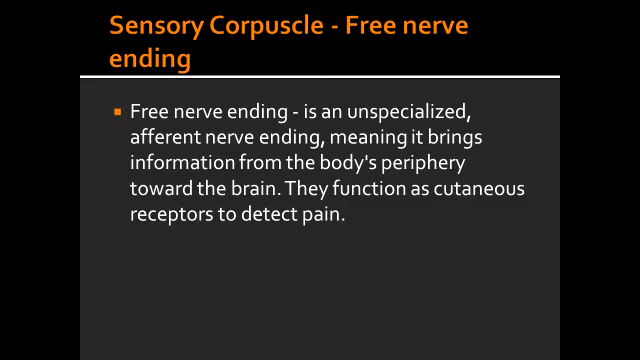 Sensory Corpuscle - Free nerve
ending
Free nerve ending - is an unspecialized,
afferent nerve ending, meaning it brings
information from the body's periphery
toward the brain. They function as cutaneous
receptors to detect pain.